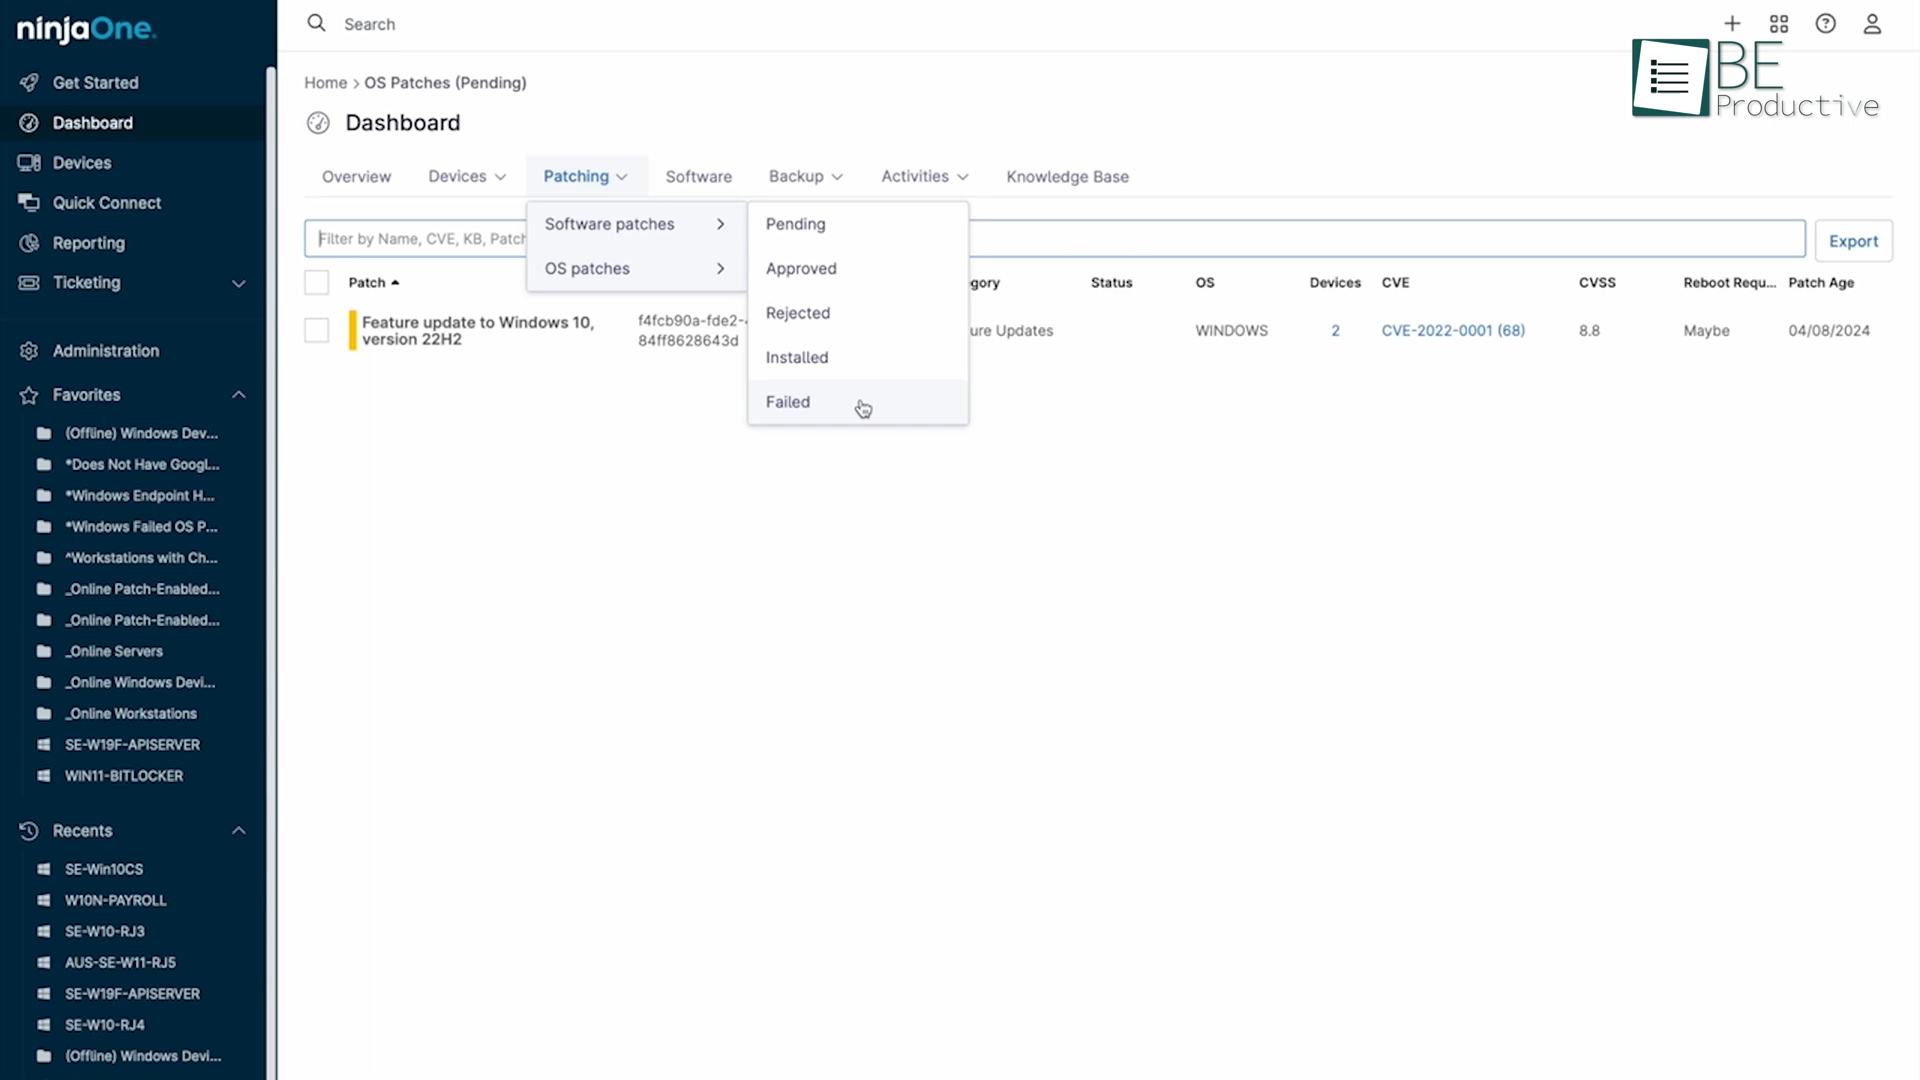 ninjaOne.
Search
BE
Productive
Get Started
Dashboard
Devices
Quick Connect
Reporting
Ticketing
Administration
Favorites
(Offline) Windows Dev...
*Does Not Have Googl...
*Windows Endpoint H...
*Windows Failed OS P...
^Workstations with Ch...
_Online Patch-Enabled...
_Online Patch-Enabled...
_Online Servers
_Online Windows Devi...
_Online Workstations
SE-W19F-APISERVER
WIN11-BITLOCKER
Recents
SE-Win10CS
W10N-PAYROLL
SE-W10-RJ3
AUS-SE-W11-RJ5
SE-W19F-APISERVER
SE-W10-RJ4
(Offline) Windows Devi...
Home > OS Patches (Pending)
Dashboard
Overview Devices Patching Software Backup Activities Knowledge Base
Filter by Name, CVE, KB, Patch
Export
Software patches
OS patches
Pending
Approved
Rejected
Installed
Failed
Patch gory Status OS Devices CVE CVSS Reboot Requ... Patch Age
Feature update to Windows 10,
version 22H2
f4fcb90a-fde2-
84ff8628643d
ure Updates WINDOWS 2 CVE-2022-0001 (68) 8.8 Maybe 04/08/2024